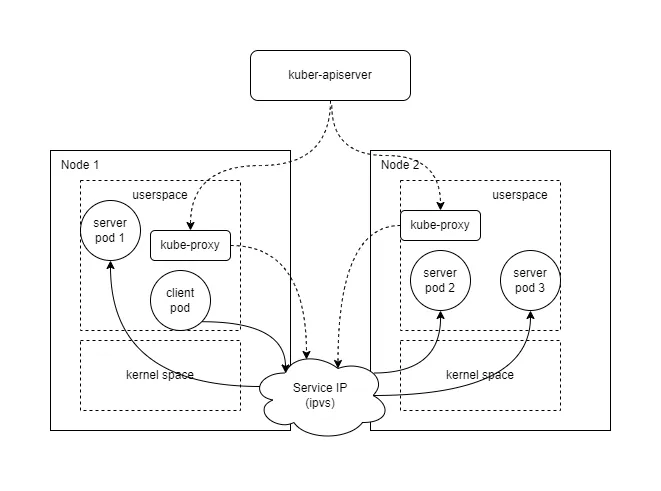 kuber-apiserver
Node 1
userspace
server
pod 1
kube-proxy
client
pod
kernel space
Node 2
userspace
kube-proxy
server
pod 2
server
pod 3
kernel space
Service IP
(ipvs)